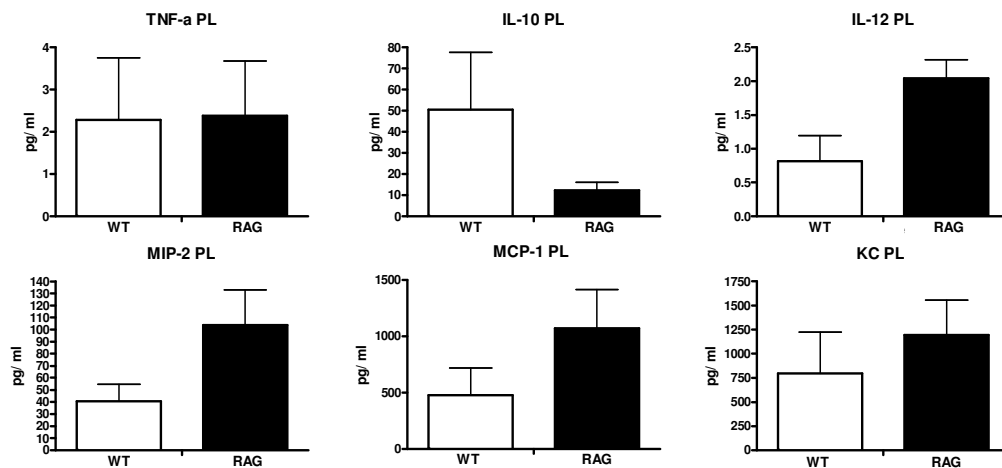 TNF-a PL
pg/ ml
4
3
2
1
0
WT
RAG
IL-10 PL
pg/ ml
80
70
60
50
40
30
20
10
0
WT
RAG
IL-12 PL
pg/ ml
2.5
2.0
1.5
1.0
0.5
0.0
WT
RAG
MIP-2 PL
pg/ ml
140
130
120
110
100
90
80
70
60
50
40
30
20
10
0
WT
RAG
MCP-1 PL
pg/ ml
1500
1000
500
0
WT
RAG
KC PL
pg/ ml
1750
1500
1250
1000
750
500
250
0
WT
RAG